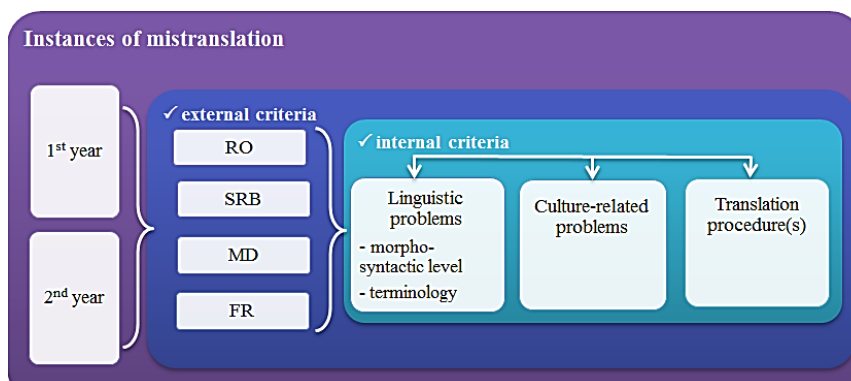 Instances of mistranslation
1st year
2nd year
✓ external criteria
RO
SRB
MD
FR
✓ internal criteria
Linguistic
problems
- morpho-
syntactic level
- terminology
Culture-related
problems
Translation
procedure(s)